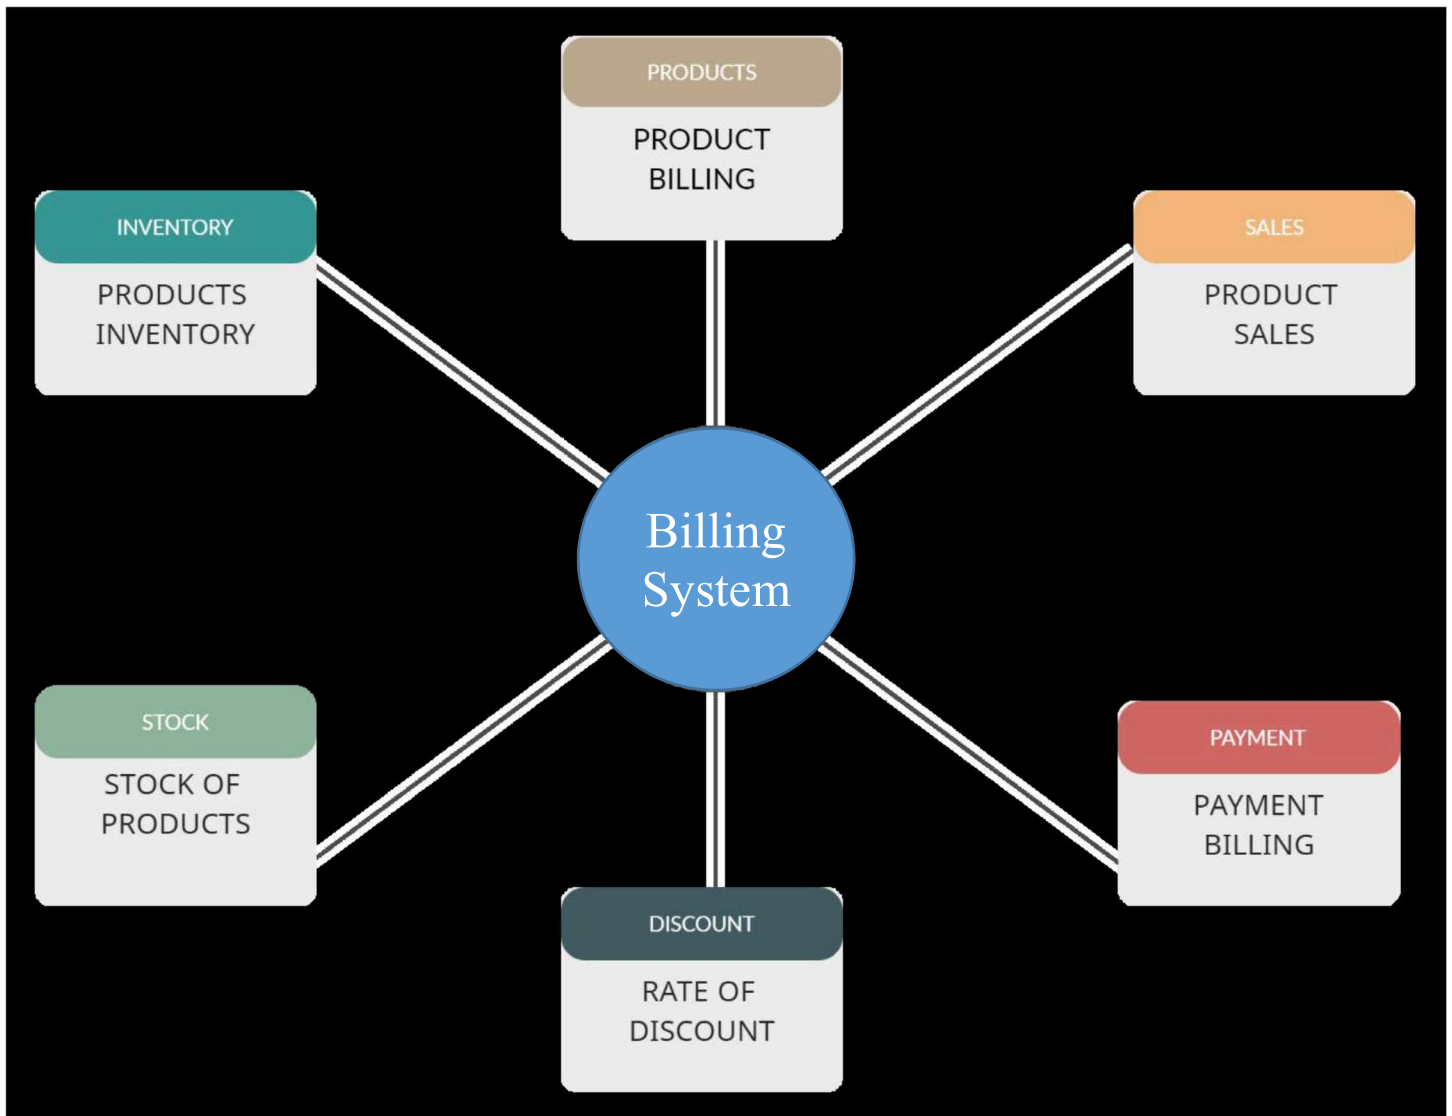 PRODUCTS
PRODUCT
BILLING
INVENTORY
PRODUCTS
INVENTORY
SALES
PRODUCT
SALES
Billing
System
STOCK
STOCK OF
PRODUCTS
PAYMENT
PAYMENT
BILLING
DISCOUNT
RATE OF
DISCOUNT